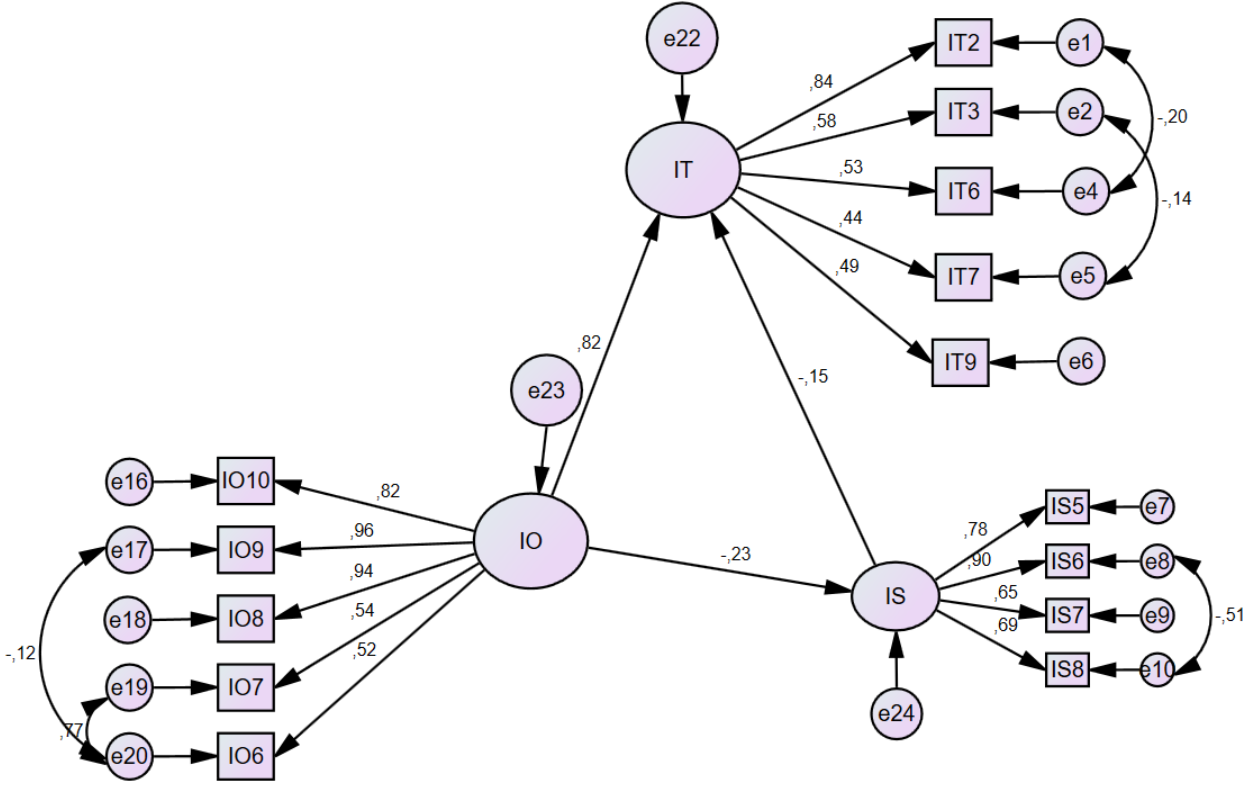 e22
IT2
e1
,84
IT3
e2
-,20
,58
IT
,53
IT6
e4
-,14
,44
IT7
e5
,49
,82
IT9
e6
-,15
e23
e16
IO10
,82
e17
IO9
,96
IO
,94
e18
IO8
,54
-,12
,52
e19
IO7
,77
e20
IO6
-,23
IS
,78
IS5
e7
,90
IS6
e8
,65
IS7
e9
-,51
,69
IS8
e10
e24